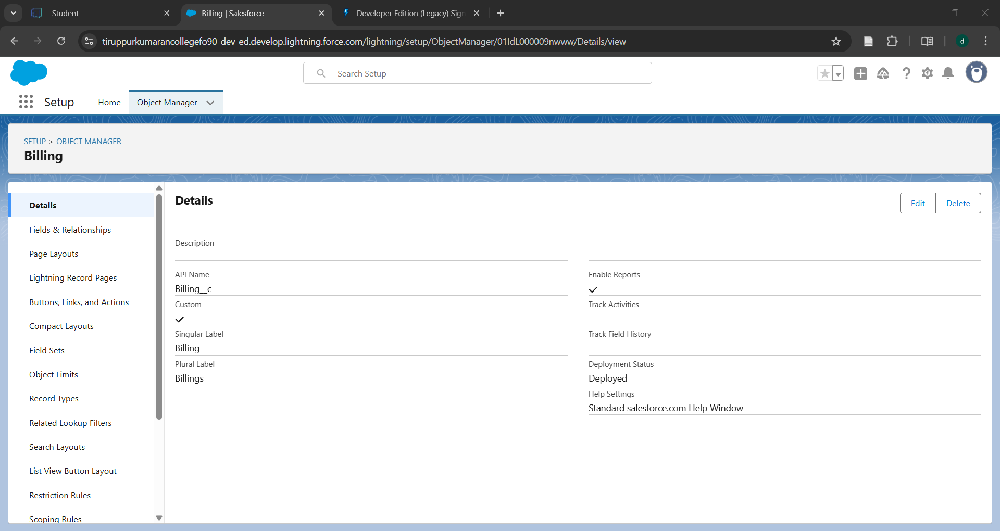 - Student
Billing | Salesforce
Developer Edition (Legacy) Sign
tiruppurkumarancollegefo90-dev-ed.develop.lightning.force.com/lightning/setup/ObjectManager/01IdL000009nwww/Details/view
d
Search Setup
Setup
Home
Object Manager
SETUP > OBJECT MANAGER
Billing
Details
Fields & Relationships
Page Layouts
Lightning Record Pages
Buttons, Links, and Actions
Compact Layouts
Field Sets
Object Limits
Record Types
Related Lookup Filters
Search Layouts
List View Button Layout
Restriction Rules
Scoping Rules
Details
Edit
Delete
Description
API Name
Billing__c
Custom
Singular Label
Billing
Plural Label
Billings
Enable Reports
Track Activities
Track Field History
Deployment Status
Deployed
Help Settings
Standard salesforce.com Help Window